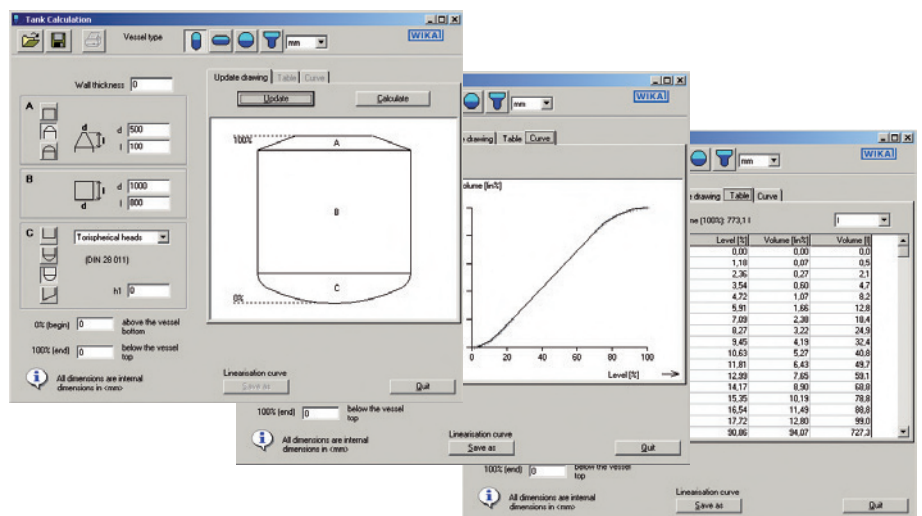 Tank Calculation
Vessel type
mm
WIKA
Wall thickness 0
Update drawing Table Curve
Update Calculate
A
d
l
d 500
l 100
B
l
d
d 1000
l 800
C
Torispherical heads
(DIN 28 011)
h1 0
100%
A
B
C
0%
0% (begin) 0 above the vessel
bottom
100% (end) 0 below the vessel
top
All dimensions are internal
dimensions in <mm>
Linearisation curve
Save as
Quit
mm
WIKA
drawing Table Curve
olume [lin%]
0 20 40 60 80 100
Level [%]
100% (end) 0 below the vessel
top
All dimensions are internal
dimensions in <mm>
Linearisation curve
Save as
Quit
mm
WIKA
drawing Table Curve
me (100%): 773,1 l
l
Level [%] Volume [lin%] Volume [l]
0,00 0,00 0,0
1,18 0,07 0,5
2,36 0,27 2,1
3,54 0,60 4,7
4,72 1,07 8,2
5,91 1,66 12,8
7,09 2,38 18,4
8,27 3,22 24,9
9,45 4,19 32,4
10,63 5,27 40,8
11,81 6,43 49,7
12,99 7,65 59,1
14,17 8,90 68,8
15,35 10,19 78,8
16,54 11,49 88,8
17,72 12,80 99,0
90,86 94,07 727,3
100% (end) 0 below the vessel
top
All dimensions are internal
dimensions in <mm>
Linearisation curve
Save as
Quit